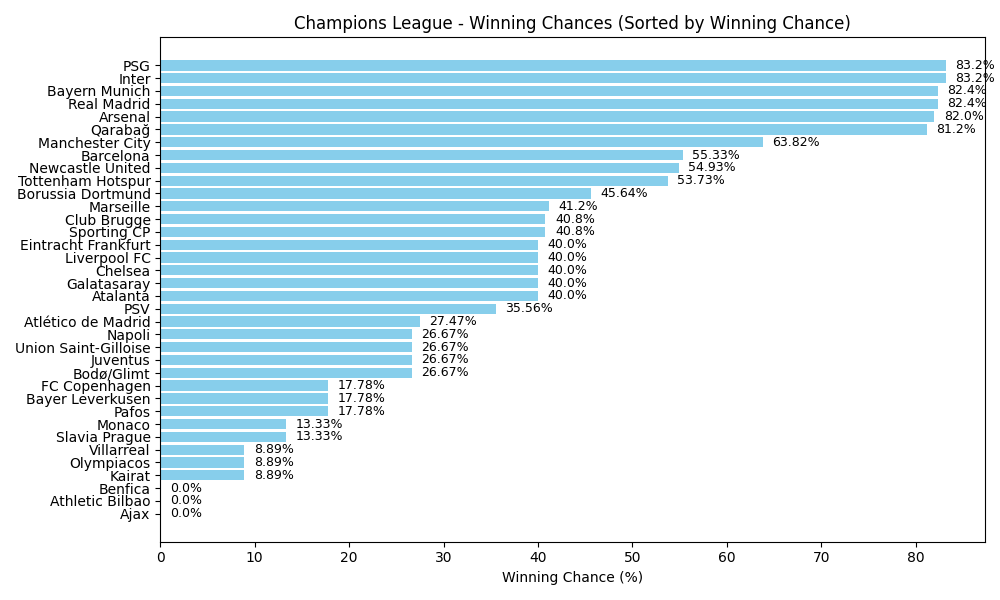 Champions League - Winning Chances (Sorted by Winning Chance)
PSG 83.2%
Inter 83.2%
Bayern Munich 82.4%
Real Madrid 82.4%
Arsenal 82.0%
Qarabağ 81.2%
Manchester City 63.82%
Barcelona 55.33%
Newcastle United 54.93%
Tottenham Hotspur 53.73%
Borussia Dortmund 45.64%
Marseille 41.2%
Club Brugge 40.8%
Sporting CP 40.8%
Eintracht Frankfurt 40.0%
Liverpool FC 40.0%
Chelsea 40.0%
Galatasaray 40.0%
Atalanta 40.0%
PSV 35.56%
Atlético de Madrid 27.47%
Napoli 26.67%
Union Saint-Gilloise 26.67%
Juventus 26.67%
Bodø/Glimt 26.67%
FC Copenhagen 17.78%
Bayer Leverkusen 17.78%
Pafos 17.78%
Monaco 13.33%
Slavia Prague 13.33%
Villarreal 8.89%
Olympiacos 8.89%
Kairat 8.89%
Benfica 0.0%
Athletic Bilbao 0.0%
Ajax 0.0%
0 10 20 30 40 50 60 70 80
Winning Chance (%)